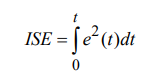 ISE = ∫₀ᵗ e²(t)dt